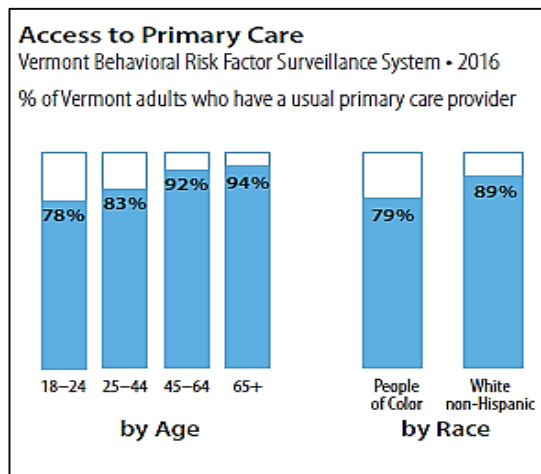 Access to Primary Care
Vermont Behavioral Risk Factor Surveillance System • 2016
% of Vermont adults who have a usual primary care provider
78%
83%
92%
94%
79%
89%
18–24
25–44
45–64
65+
People
of Color
White
non-Hispanic
by Age
by Race